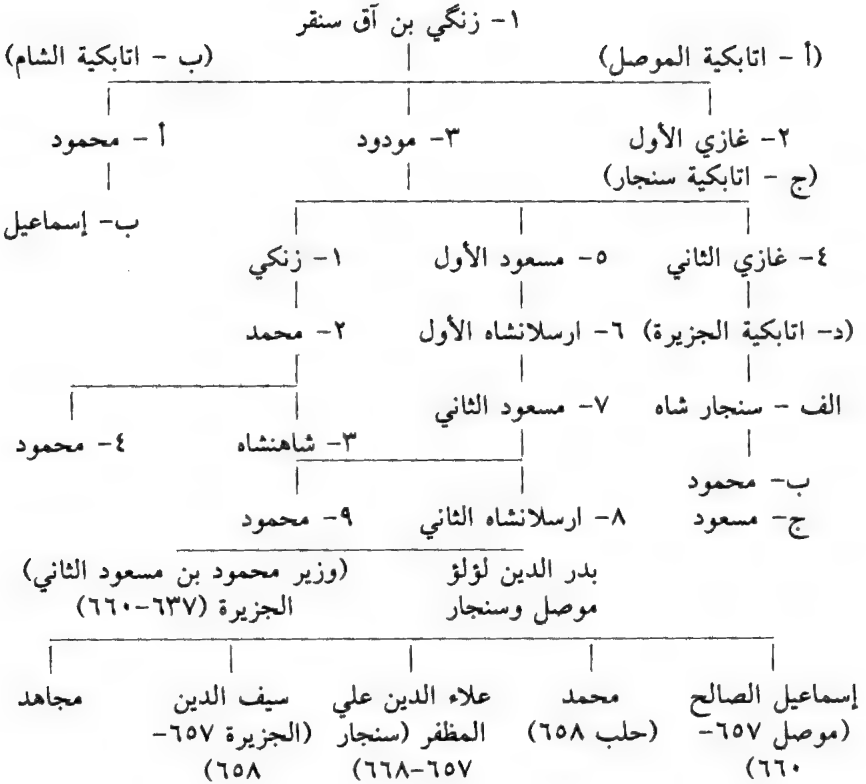 ١- زنگي بن آق سنقر
(أ - اتابكية الموصل) (ب - اتابكية الشام)
٢- غازي الأول ٣- مودود أ - محمود
(ج - اتابكية سنجار)
ب- إسماعيل
٤- غازي الثاني ٥- مسعود الأول ١- زنكي
(د- اتابكية الجزيرة) ٦- ارسلانشاه الأول ٢- محمد
الف - سنجار شاه ٧- مسعود الثاني
٣- شاهنشاه ٤- محمود
ب- محمود
ج- مسعود ٨- ارسلانشاه الثاني ٩- محمود
بدر الدين لؤلؤ (وزير محمود بن مسعود الثاني)
موصل وسنجار الجزيرة (٦٣٧-٦٦٠)
إسماعيل الصالح محمد علاء الدين علي سيف الدين مجاهد
(موصل ٦٥٧- (حلب ٦٥٨) المظفر (سنجار (الجزيرة ٦٥٧-
٦٦٠) ٦٥٧-٦٦٨) ٦٥٨)